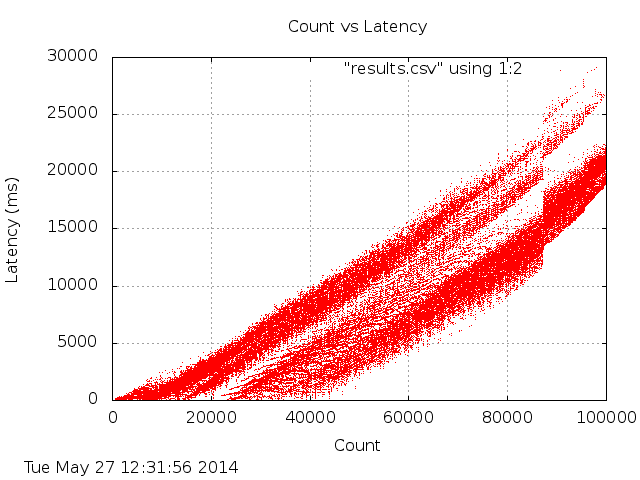 Count vs Latency
"results.csv" using 1:2
Latency (ms)
30000
25000
20000
15000
10000
5000
0
0 20000 40000 60000 80000 100000
Count
Tue May 27 12:31:56 2014